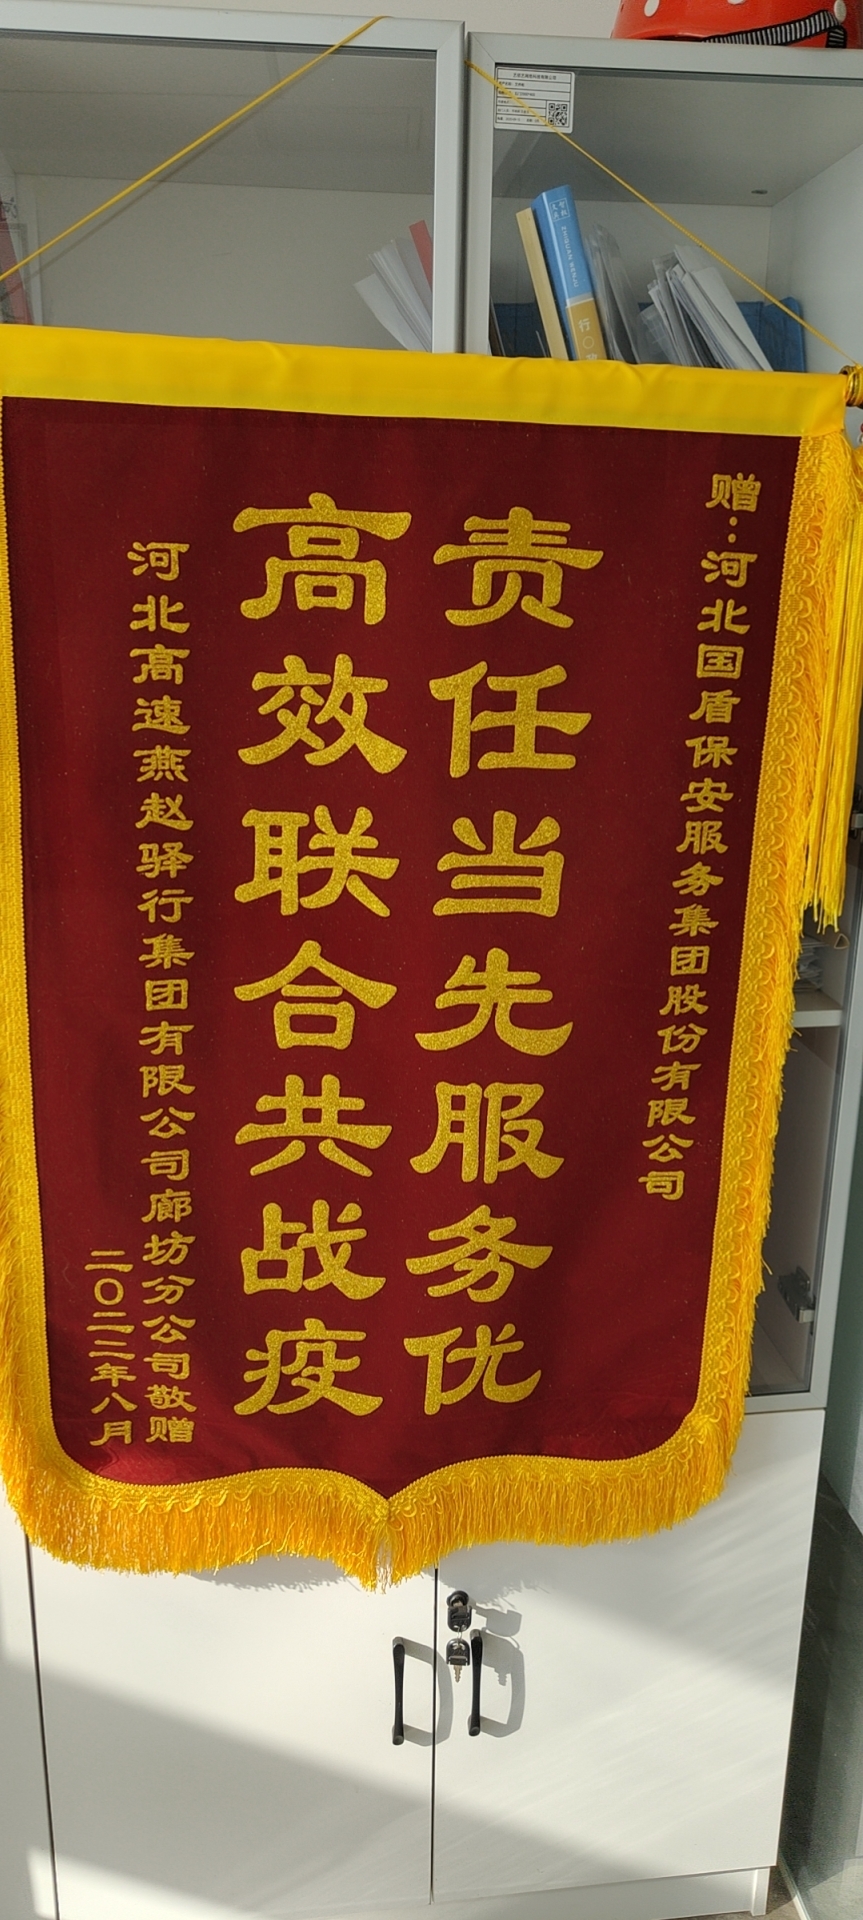 赠：河北国盾保安服务集团股份有限公司
责任当先服务优
高效联合共战疫
河北高速燕赵驿行集团有限公司廊坊分公司敬赠
二〇二二年八月